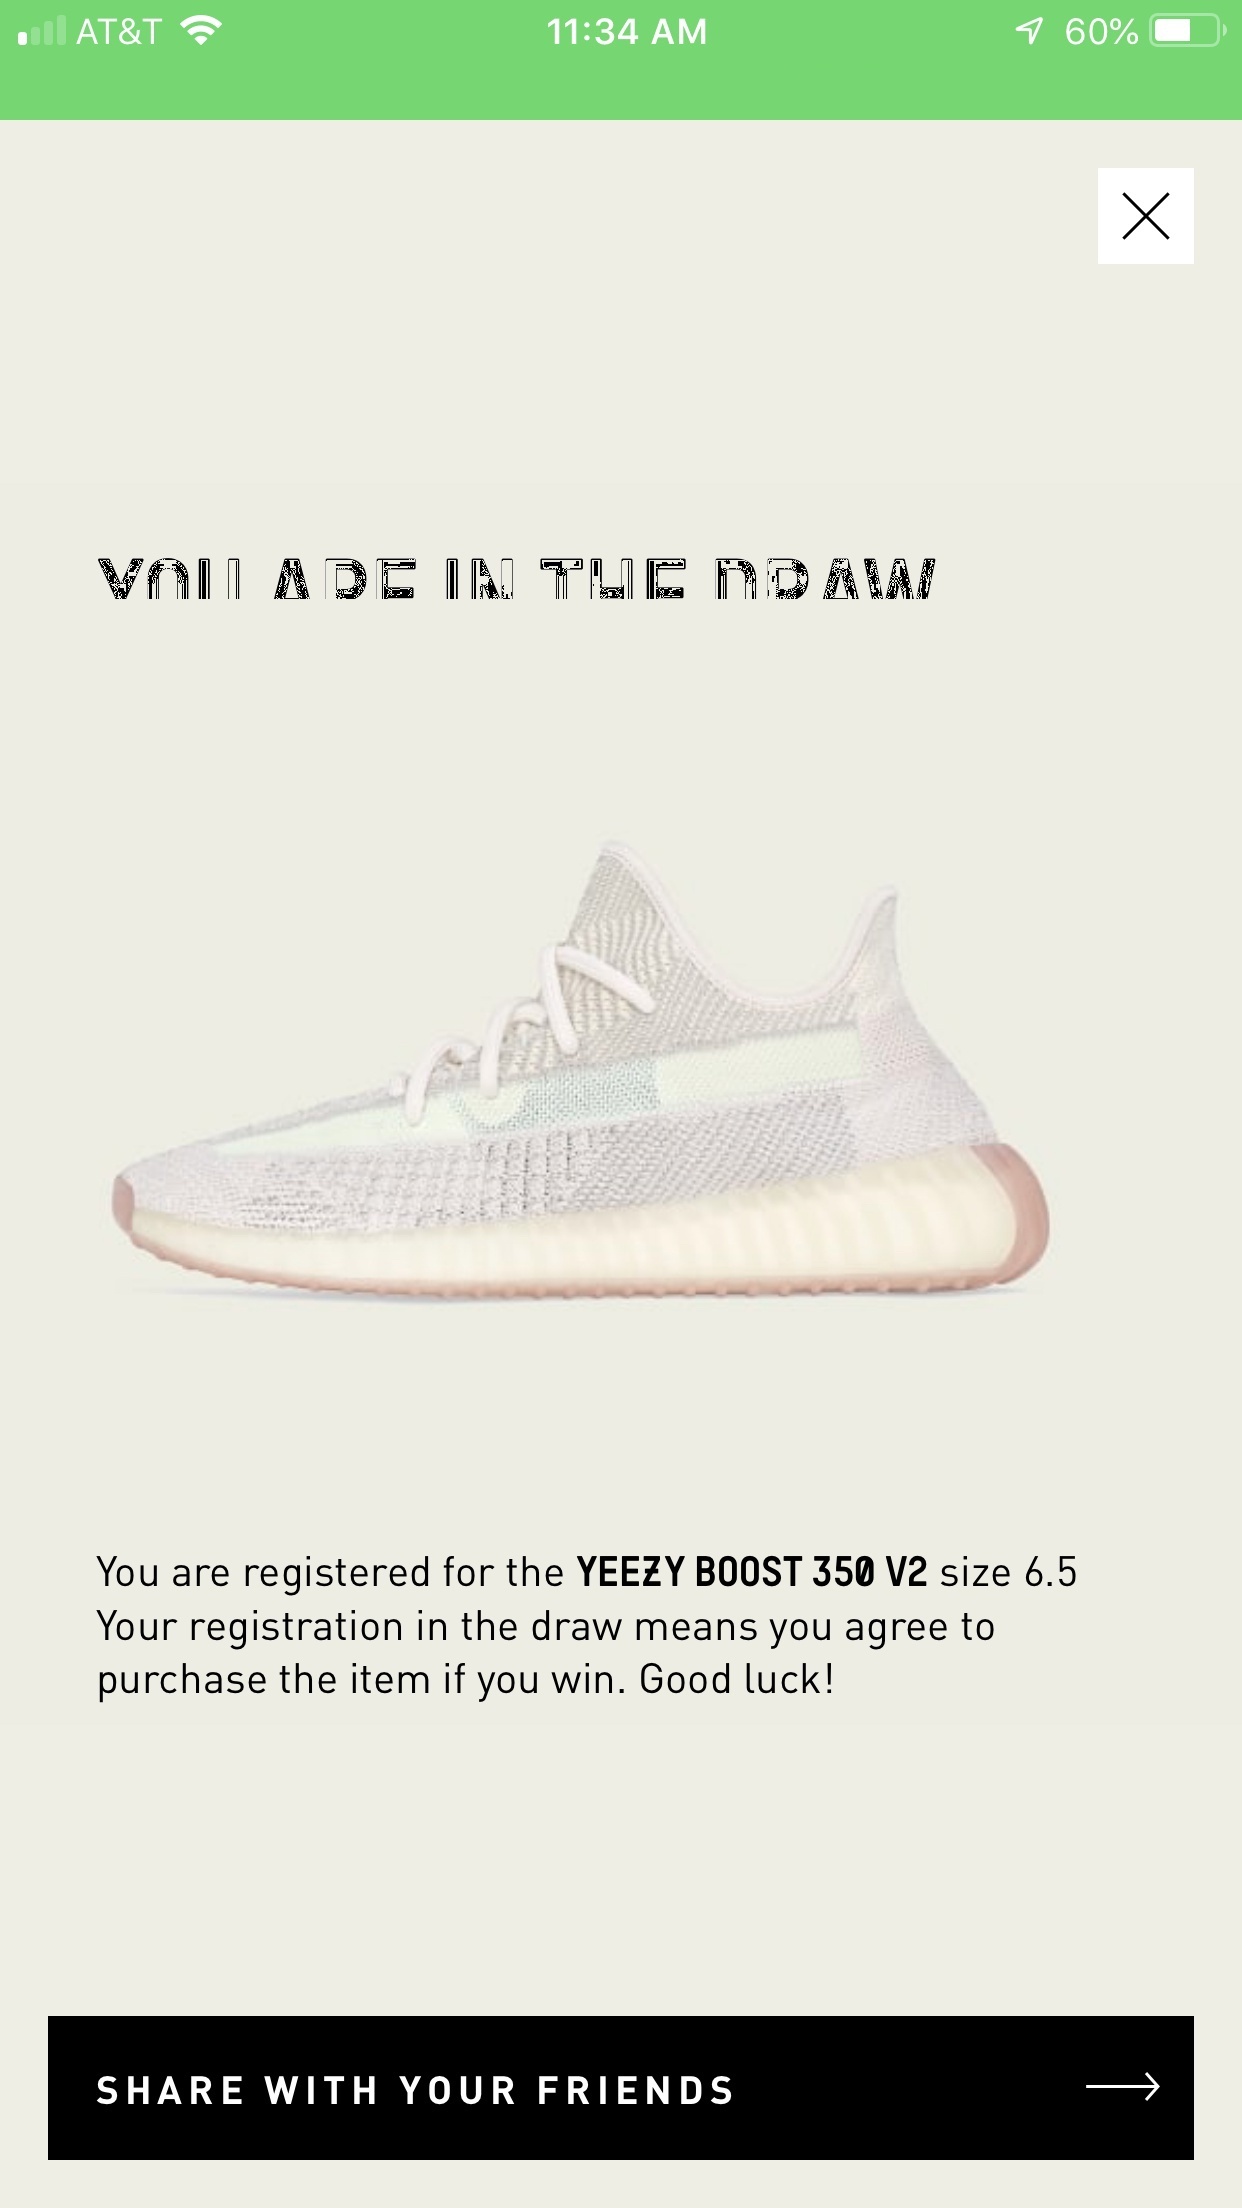 AT&T 11:34 AM 60%
YOU ARE IN THE DRAW
You are registered for the YEEZY BOOST 350 V2 size 6.5
Your registration in the draw means you agree to
purchase the item if you win. Good luck!
SHARE WITH YOUR FRIENDS